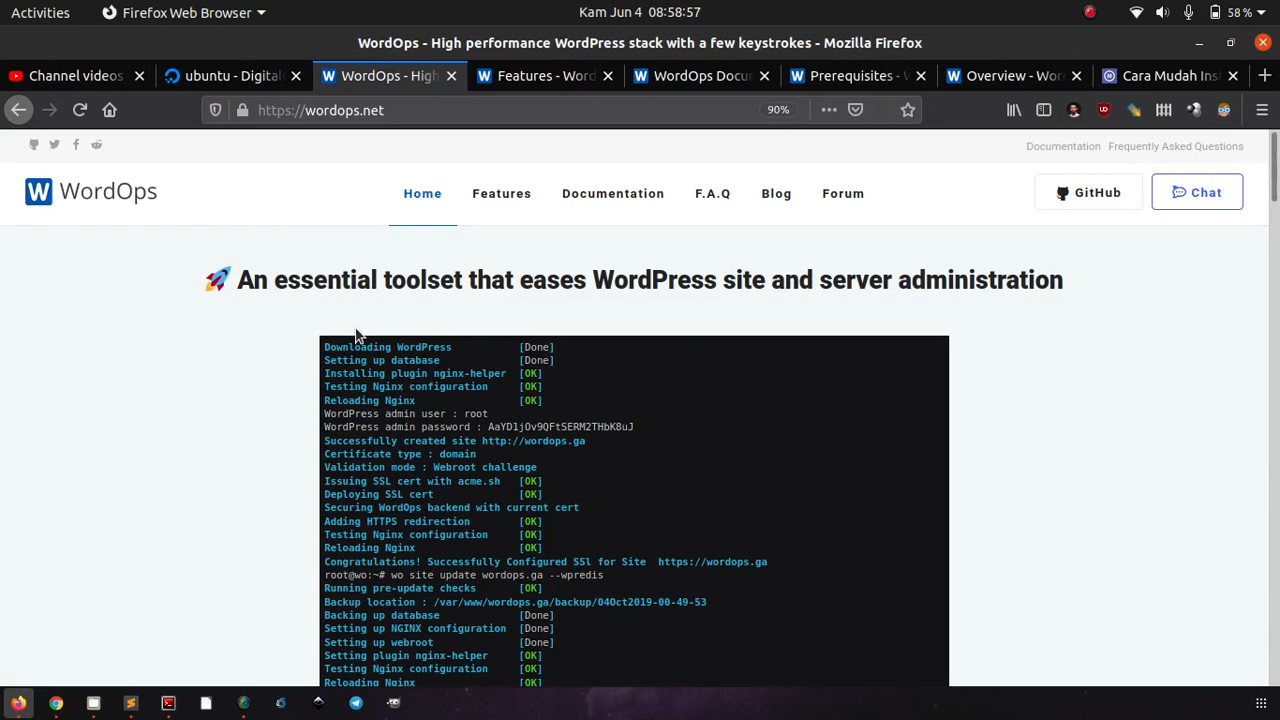 Activities
Firefox Web Browser
Kam Jun 4 08:58:57
58 %
WordOps - High performance WordPress stack with a few keystrokes - Mozilla Firefox
Channel videos
ubuntu - Digital
WordOps - High
Features - Word
WordOps Docu
Prerequisites - W
Overview - Wor
Cara Mudah Inst
https://wordops.net
90%
Documentation
Frequently Asked Questions
W WordOps
Home
Features
Documentation
F.A.Q
Blog
Forum
GitHub
Chat
🚀 An essential toolset that eases WordPress site and server administration
Downloading WordPress [Done]
Setting up database [Done]
Installing plugin nginx-helper [OK]
Testing Nginx configuration [OK]
Reloading Nginx [OK]
WordPress admin user : root
WordPress admin password : AaYD1jOv9QFtSERM2THbK8uJ
Successfully created site http://wordops.ga
Certificate type : domain
Validation mode : Webroot challenge
Issuing SSL cert with acme.sh [OK]
Deploying SSL cert [OK]
Securing WordOps backend with current cert
Adding HTTPS redirection [OK]
Testing Nginx configuration [OK]
Reloading Nginx [OK]
Congratulations! Successfully Configured SSl for Site https://wordops.ga
root@wo:~# wo site update wordops.ga --wpredis
Running pre-update checks [OK]
Backup location : /var/www/wordops.ga/backup/04Oct2019-00-49-53
Backing up database [Done]
Setting up NGINX configuration [Done]
Setting up webroot [Done]
Setting plugin nginx-helper [OK]
Testing Nginx configuration [OK]
Reloading Nginx [OK]